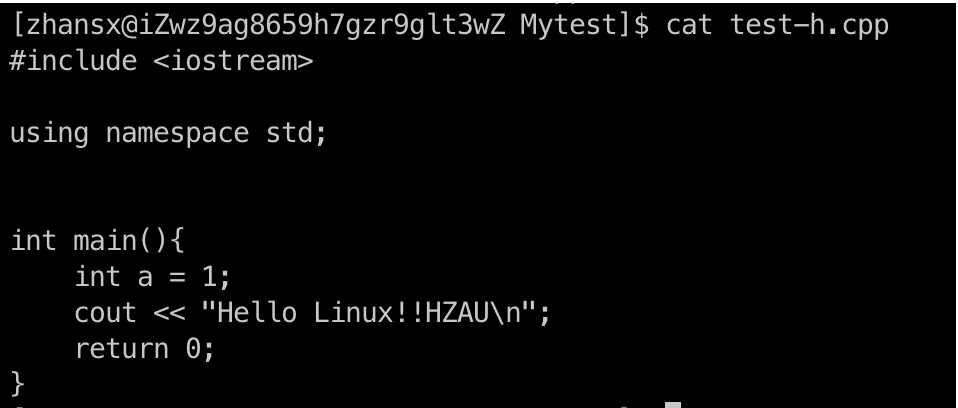 [zhansx@iZwz9ag8659h7gzr9glt3wZ Mytest]$ cat test-h.cpp
#include <iostream>
using namespace std;
int main(){
    int a = 1;
    cout << "Hello Linux!!HZAU\n";
    return 0;
}